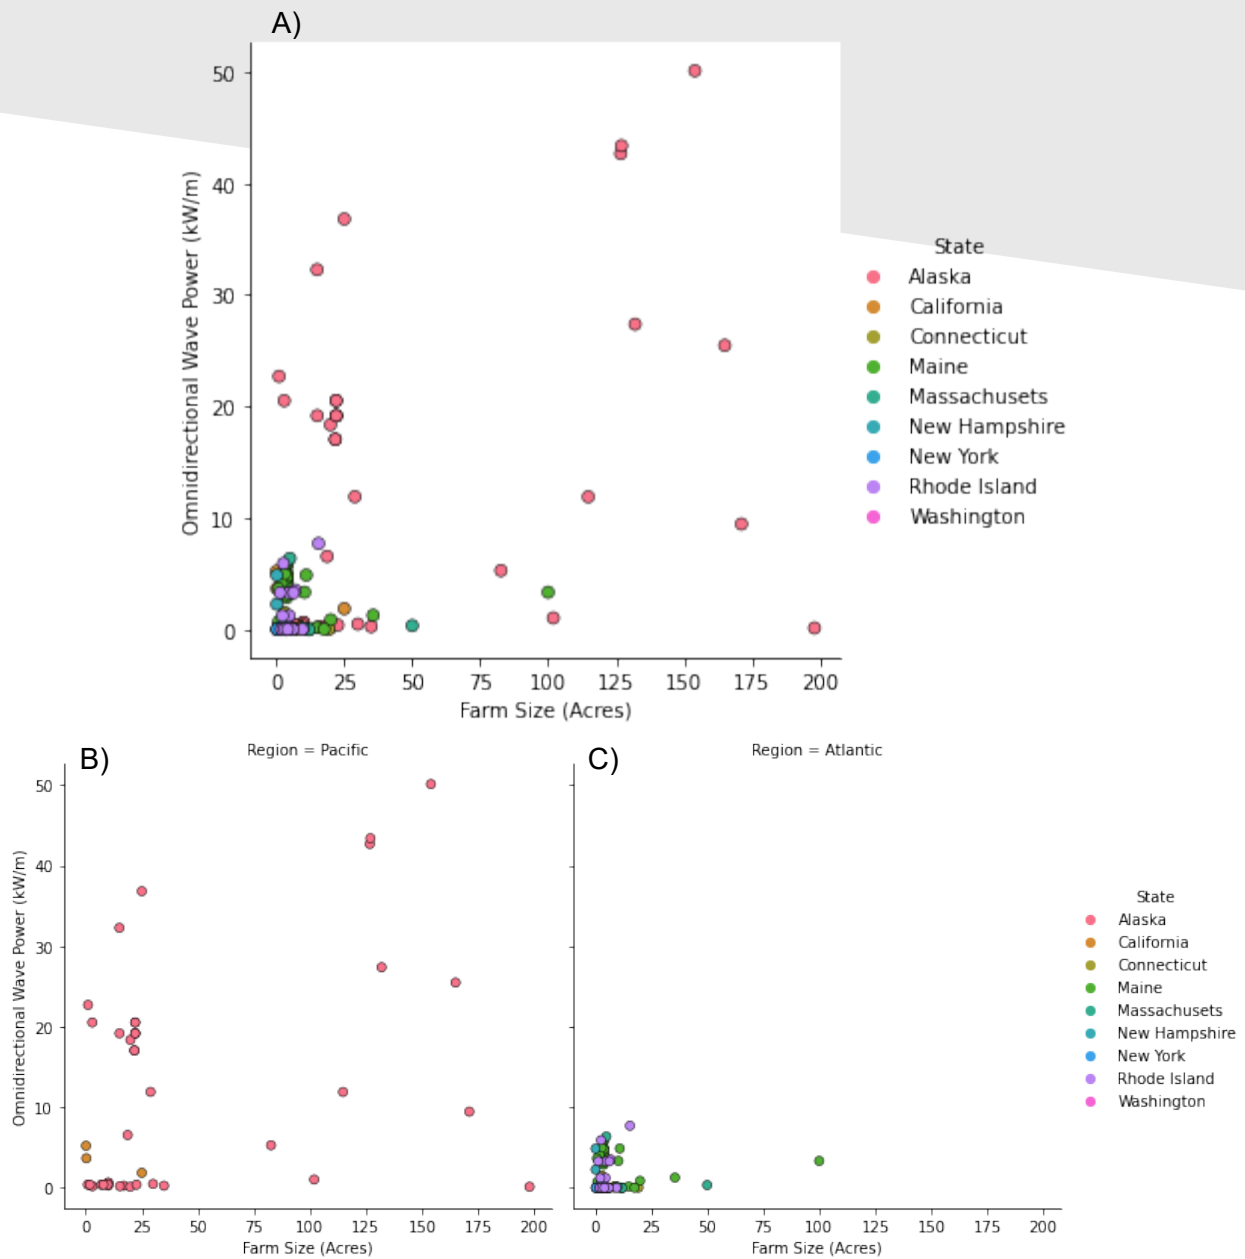 A)
50
40
30
20
10
0
Omnidirectional Wave Power (kW/m)
0 25 50 75 100 125 150 175 200
Farm Size (Acres)
State
Alaska
California
Connecticut
Maine
Massachusets
New Hampshire
New York
Rhode Island
Washington
B)
Region = Pacific
50
40
30
20
10
0
Omnidirectional Wave Power (kW/m)
0 25 50 75 100 125 150 175 200
Farm Size (Acres)
C)
Region = Atlantic
0 25 50 75 100 125 150 175 200
Farm Size (Acres)
State
Alaska
California
Connecticut
Maine
Massachusets
New Hampshire
New York
Rhode Island
Washington